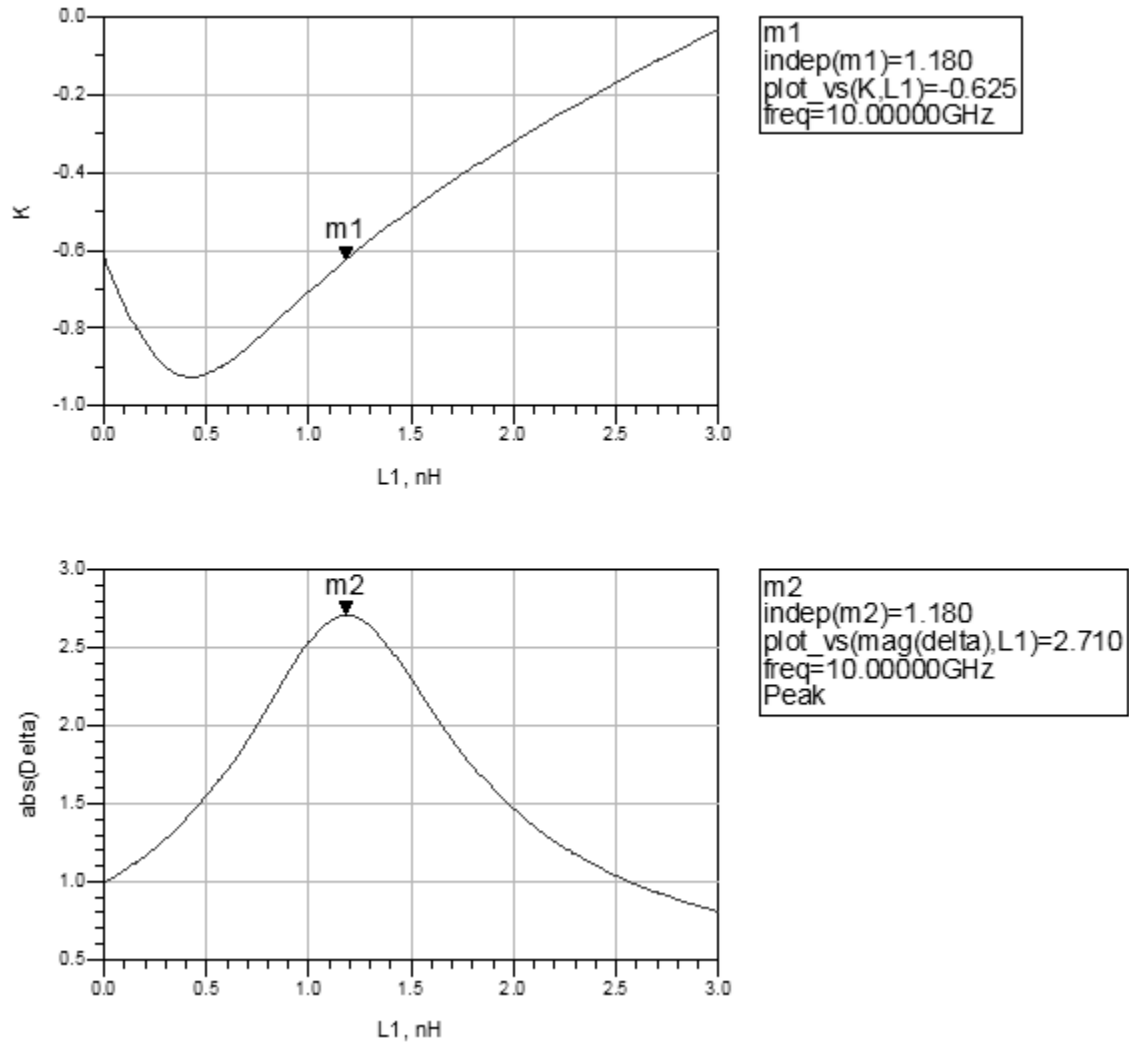 0.0
-0.2
-0.4
-0.6
-0.8
-1.0
K
m1
0.0 0.5 1.0 1.5 2.0 2.5 3.0
L1, nH
m1
indep(m1)=1.180
plot_vs(K,L1)=-0.625
freq=10.00000GHz
3.0
2.5
2.0
1.5
1.0
0.5
abs(Delta)
m2
0.0 0.5 1.0 1.5 2.0 2.5 3.0
L1, nH
m2
indep(m2)=1.180
plot_vs(mag(delta),L1)=2.710
freq=10.00000GHz
Peak